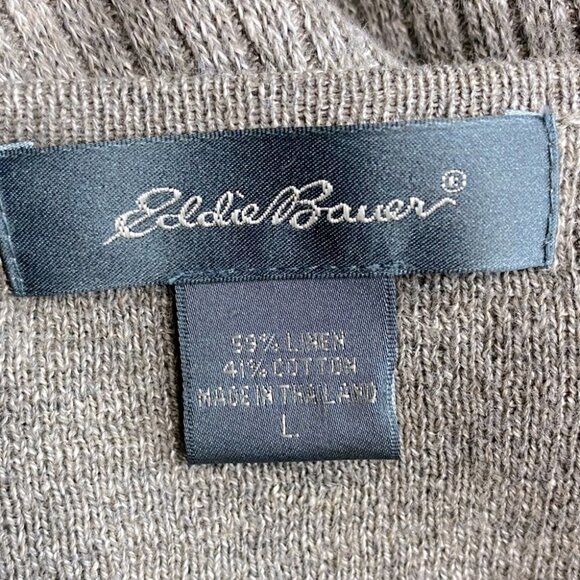 Eddie Bauer®
59% LINEN
41% COTTON
MADE IN THAILAND
L.